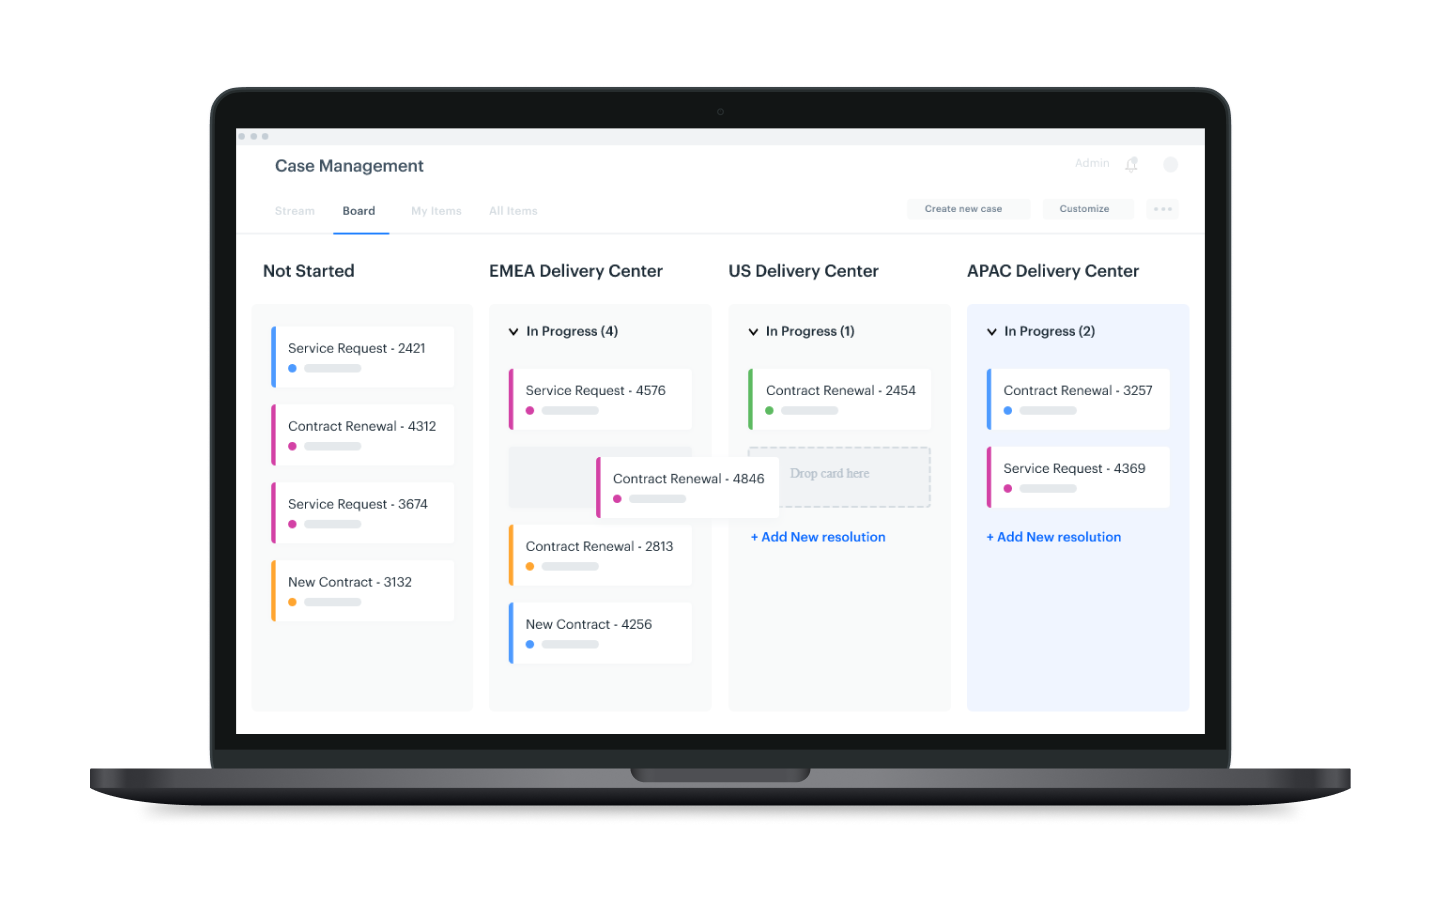 Case Management
Admin
Stream Board My Items All Items
Create new case Customize
Not Started
Service Request - 2421
Contract Renewal - 4312
Service Request - 3674
New Contract - 3132
EMEA Delivery Center
In Progress (4)
Service Request - 4576
Contract Renewal - 4846
Contract Renewal - 2813
New Contract - 4256
US Delivery Center
In Progress (1)
Contract Renewal - 2454
Drop card here
+ Add New resolution
APAC Delivery Center
In Progress (2)
Contract Renewal - 3257
Service Request - 4369
+ Add New resolution